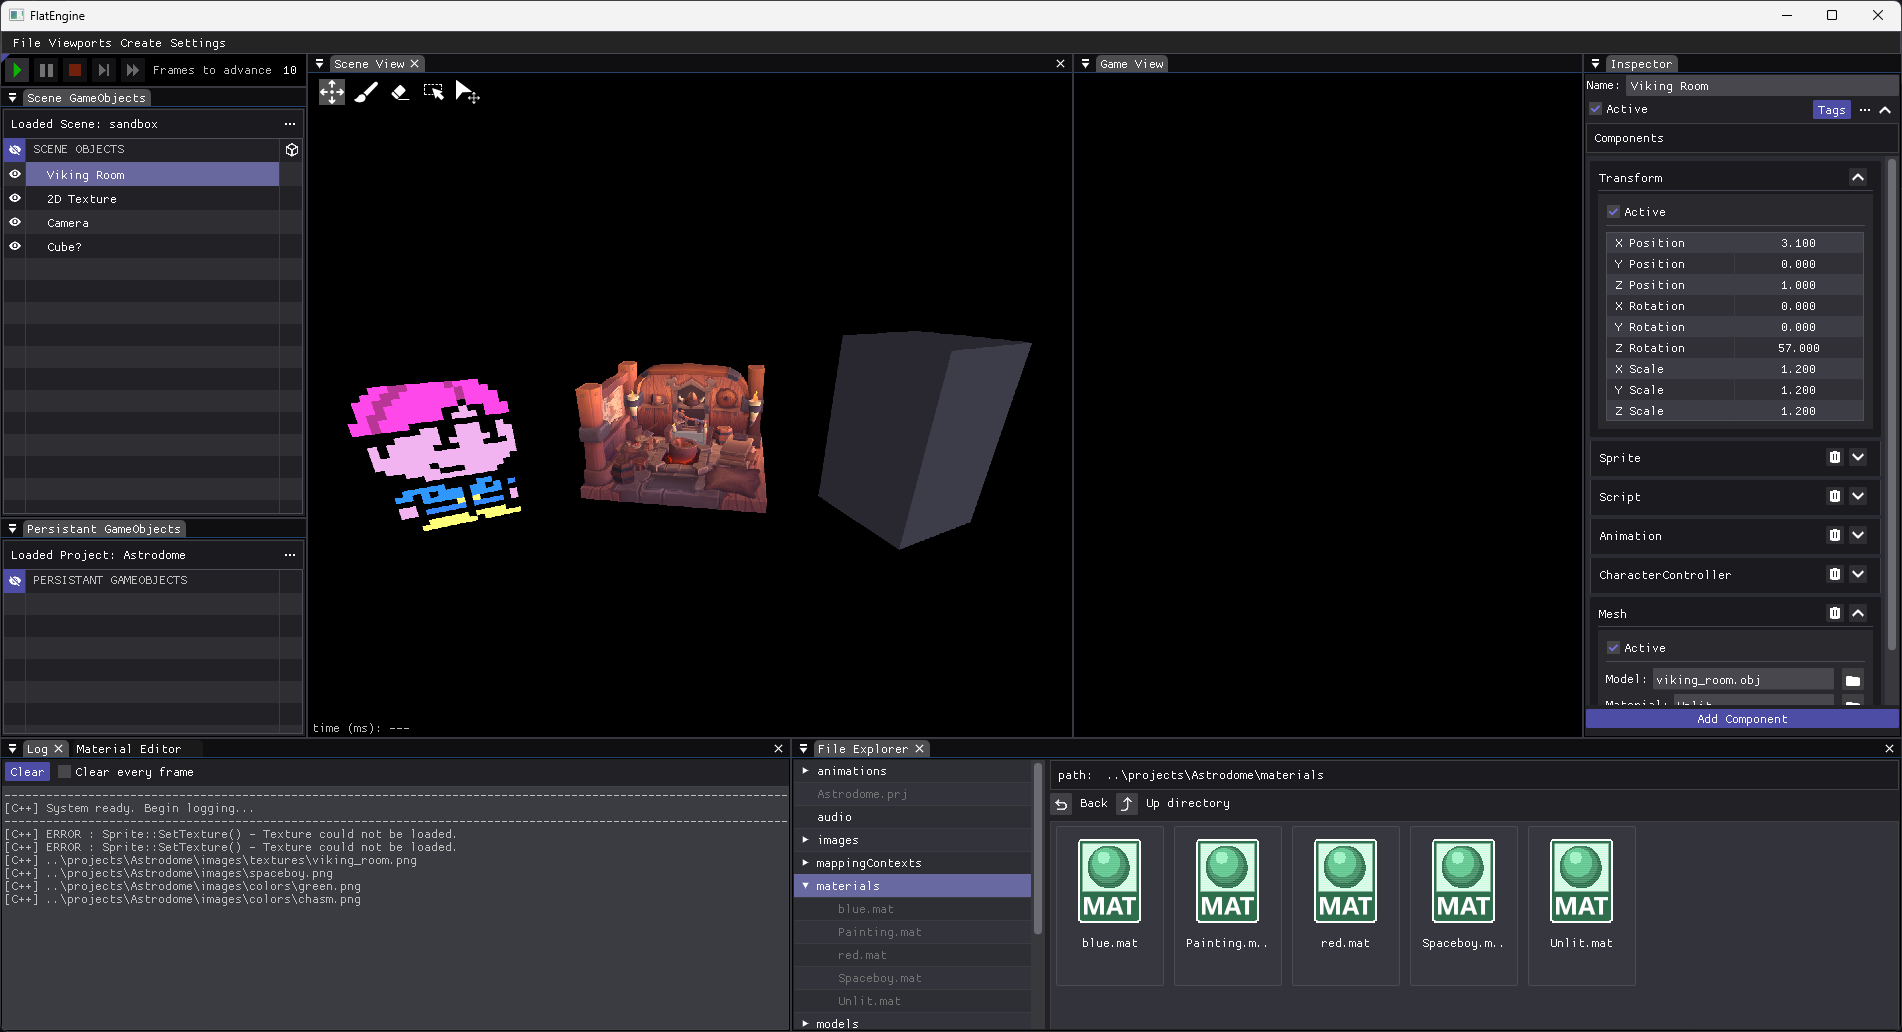 FlatEngine
File Viewports Create Settings
Frames to advance 10
Scene GameObjects
Loaded Scene: sandbox
SCENE OBJECTS
Viking Room
2D Texture
Camera
Cube?
Persistant GameObjects
Loaded Project: Astrodome
PERSISTANT GAMEOBJECTS
Scene View
time (ms): ---
Game View
Inspector
Name: Viking Room
Active
Tags
Components
Transform
Active
X Position 3.100
Y Position 0.000
Z Position 1.000
X Rotation 0.000
Y Rotation 0.000
Z Rotation 57.000
X Scale 1.200
Y Scale 1.200
Z Scale 1.200
Sprite
Script
Animation
CharacterController
Mesh
Active
Model: viking_room.obj
Material: Unlit
Add Component
Log Material Editor
Clear Clear every frame
[C++] System ready. Begin logging...
[C++] ERROR : Sprite::SetTexture() - Texture could not be loaded.
[C++] ERROR : Sprite::SetTexture() - Texture could not be loaded.
[C++] ..\projects\Astrodome\images\textures\viking_room.png
[C++] ..\projects\Astrodome\images\spaceboy.png
[C++] ..\projects\Astrodome\images\colors\green.png
[C++] ..\projects\Astrodome\images\colors\chasm.png
File Explorer
animations
Astrodome.prj
audio
images
mappingContexts
materials
blue.mat
Painting.mat
red.mat
Spaceboy.mat
Unlit.mat
models
path: ..\projects\Astrodome\materials
Back Up directory
MAT MAT MAT MAT MAT
blue.mat Painting.m.. red.mat Spaceboy.m.. Unlit.mat